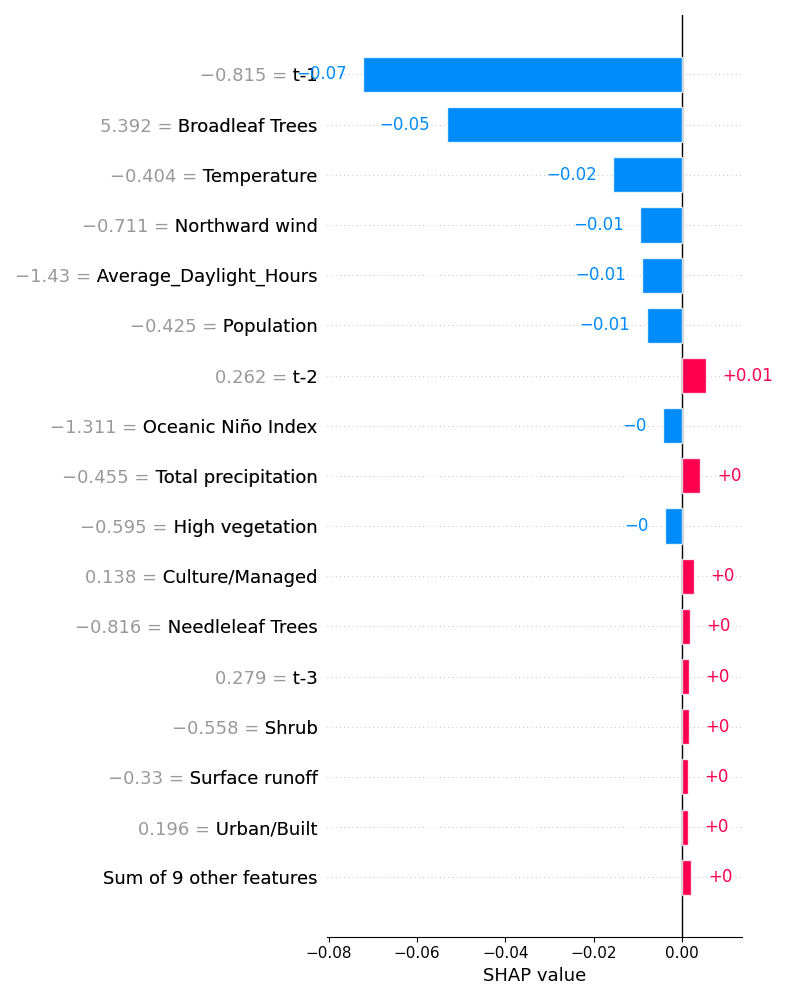 −0.815 = t-1 −0.07
5.392 = Broadleaf Trees −0.05
−0.404 = Temperature −0.02
−0.711 = Northward wind −0.01
−1.43 = Average_Daylight_Hours −0.01
−0.425 = Population −0.01
0.262 = t-2 +0.01
−1.311 = Oceanic Niño Index −0
−0.455 = Total precipitation +0
−0.595 = High vegetation −0
0.138 = Culture/Managed +0
−0.816 = Needleleaf Trees +0
0.279 = t-3 +0
−0.558 = Shrub +0
−0.33 = Surface runoff +0
0.196 = Urban/Built +0
Sum of 9 other features +0
−0.08 −0.06 −0.04 −0.02 0.00
SHAP value